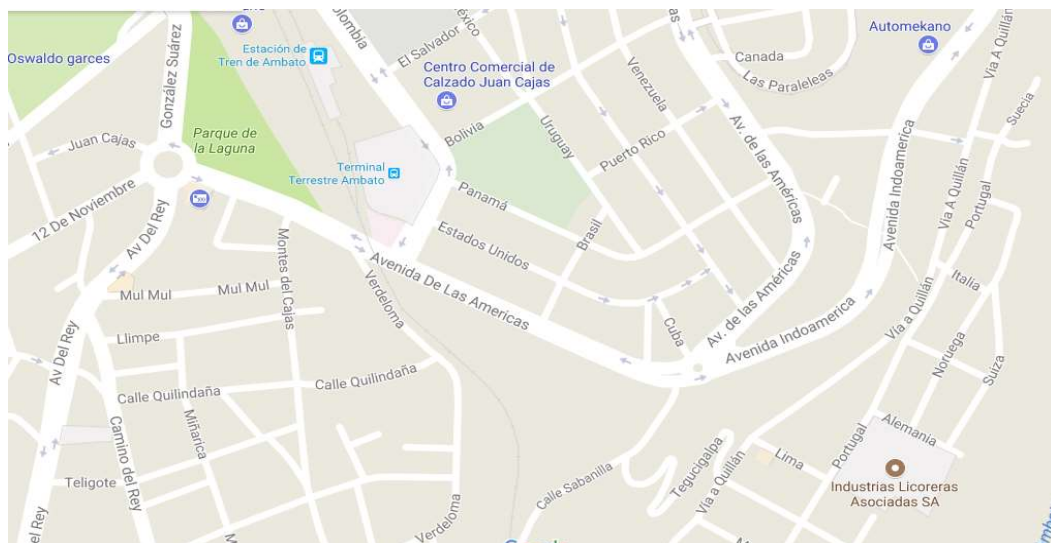 Oswaldo garces
González Suárez
Estación de
Tren de Ambato
olombia
El Salvador
México
Centro Comercial de
Calzado Juan Cajas
Canada
Las Paraleleas
Automekano
Vía A Quillán
Suecia
Juan Cajas
Parque de
la Laguna
Bolivia
Uruguay
Venezuela
Puerto Rico
Av. de las Américas
Avenida Indoamerica
Terminal
Terrestre Ambato
Panamá
12 De Noviembre
Av Del Rey
Estados Unidos
Brasil
Vía A Quillán
Portugal
Montes del Cajas
Avenida De Las Americas
Verdeloma
Mul Mul
Mul Mul
Italia
Llimpe
Av Del Rey
Cuba
Av. de las Américas
Avenida Indoamerica
Vía a Quillán
Noruega
Suiza
Calle Quilindaña
Calle Quilindaña
Miñarica
Camino del Rey
Alemania
Portugal
Lima
Tegucigalpa
Vía a Quillán
Calle Sabanilla
Industrias Licoreras
Asociadas SA
Teligote
Verdeloma
Del Rey